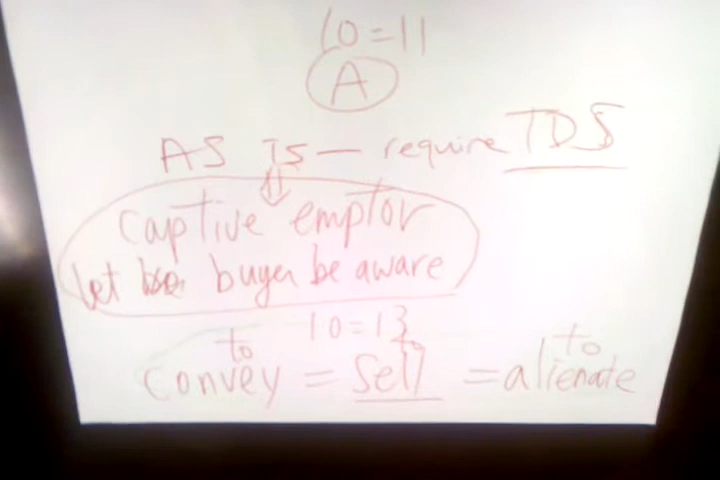 10=11
A
AS IS — require TDS
captive emptor
let buyer be aware
10=13
to to to
convey = sell = alienate